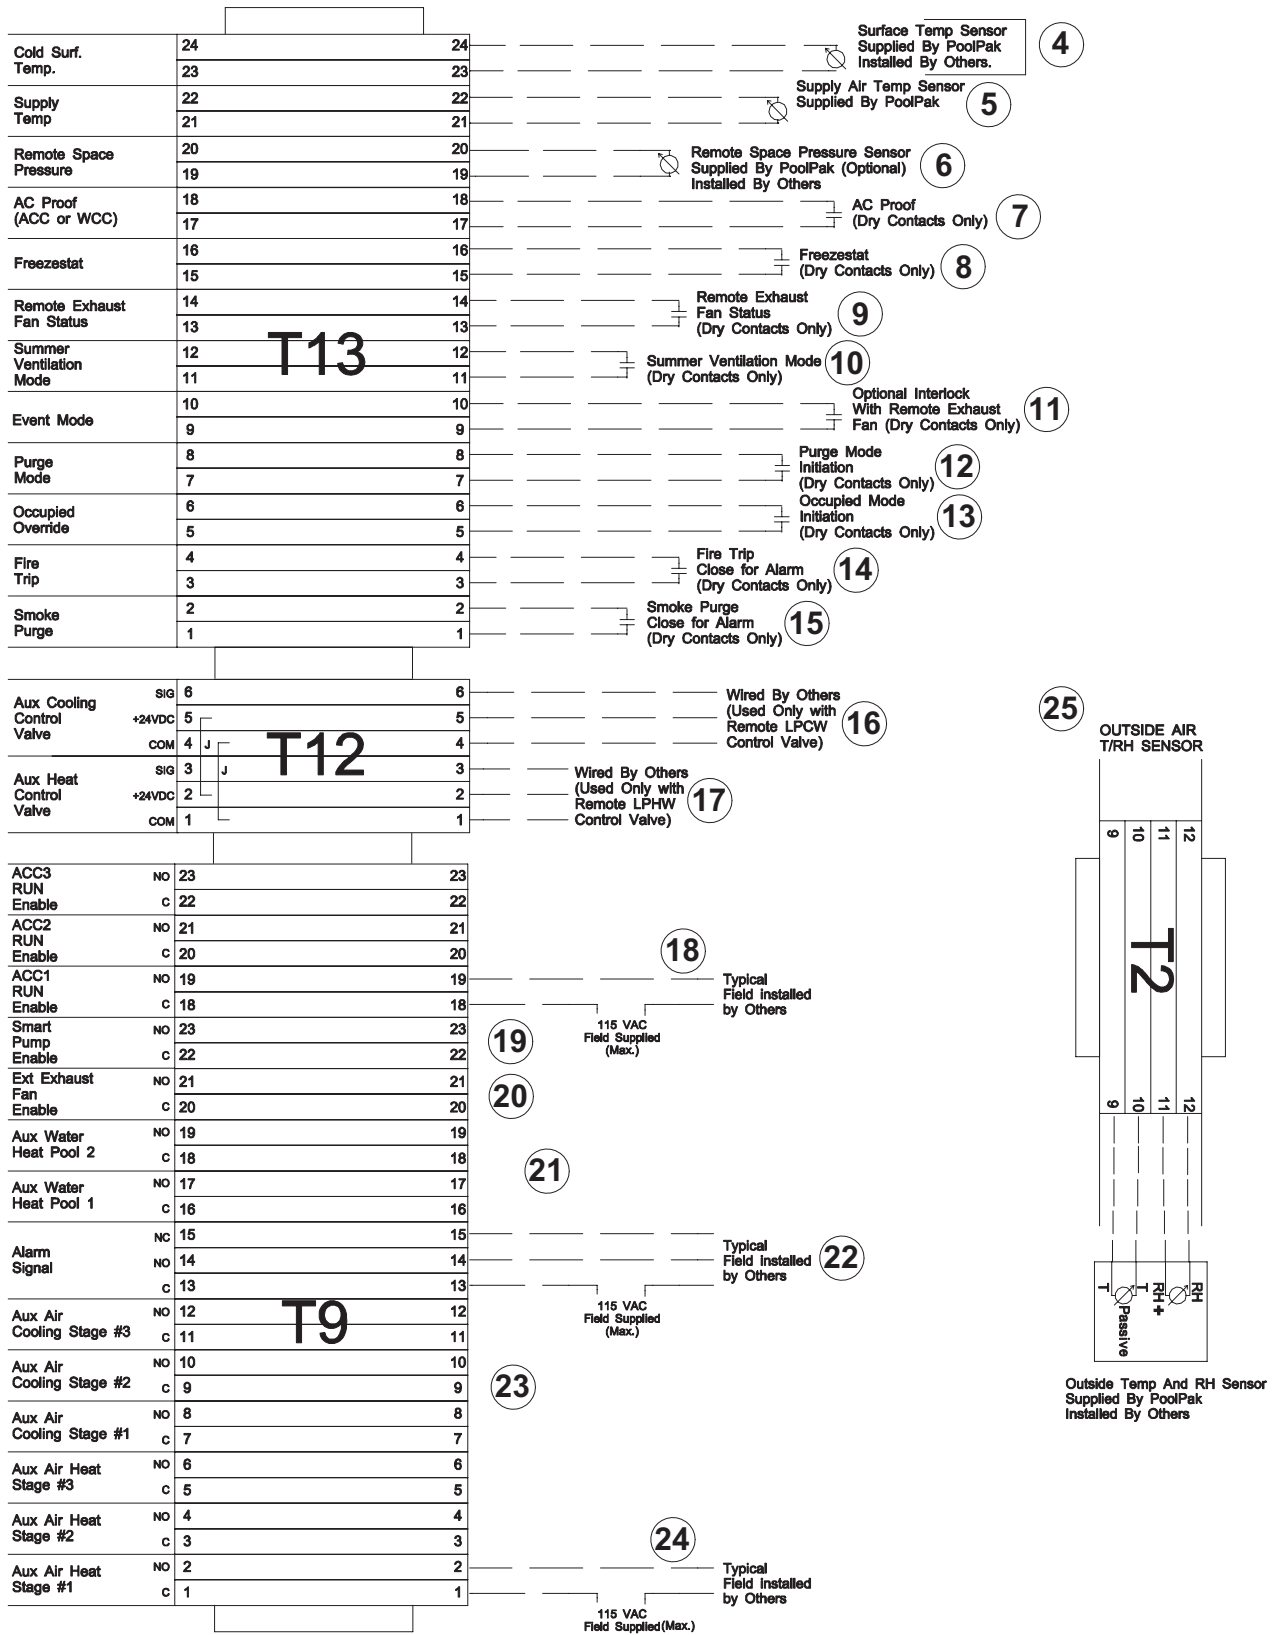 Cold Surf.
Temp.
24
23
24
23
Surface Temp Sensor
Supplied By PoolPak
Installed By Others.
4
Supply
Temp
22
21
22
21
Supply Air Temp Sensor
Supplied By PoolPak
5
Remote Space
Pressure
20
19
20
19
Remote Space Pressure Sensor
Supplied By PoolPak (Optional)
Installed By Others
6
AC Proof
(ACC or WCC)
18
17
18
17
AC Proof
(Dry Contacts Only)
7
Freezestat
16
15
16
15
Freezestat
(Dry Contacts Only)
8
Remote Exhaust
Fan Status
14
13
14
13
Remote Exhaust
Fan Status
(Dry Contacts Only)
9
T13
Summer
Ventilation
Mode
12
11
12
11
Summer Ventilation Mode
(Dry Contacts Only)
10
Event Mode
10
9
10
9
Optional Interlock
With Remote Exhaust
Fan (Dry Contacts Only)
11
Purge
Mode
8
7
8
7
Purge Mode
Initiation
(Dry Contacts Only)
12
Occupied
Override
6
5
6
5
Occupied Mode
Initiation
(Dry Contacts Only)
13
Fire
Trip
4
3
4
3
Fire Trip
Close for Alarm
(Dry Contacts Only)
14
Smoke
Purge
2
1
2
1
Smoke Purge
Close for Alarm
(Dry Contacts Only)
15
Aux Cooling
Control
Valve
SIG 6
+24VDC 5
COM 4
J
6
5
4
Wired By Others
(Used Only with
Remote LPCW
Control Valve)
16
T12
Aux Heat
Control
Valve
SIG 3
+24VDC 2
COM 1
J
3
2
1
Wired By Others
(Used Only with
Remote LPHW
Control Valve)
17
ACC3
RUN
Enable
NO 23
C 22
23
22
ACC2
RUN
Enable
NO 21
C 20
21
20
ACC1
RUN
Enable
NO 19
C 18
19
18
18
Typical
Field Installed
by Others
115 VAC
Field Supplied
(Max.)
Smart
Pump
Enable
NO 23
C 22
23
22
19
Ext Exhaust
Fan
Enable
NO 21
C 20
21
20
20
Aux Water
Heat Pool 2
NO 19
C 18
19
18
21
Aux Water
Heat Pool 1
NO 17
C 16
17
16
Alarm
Signal
NC 15
NO 14
C 13
15
14
13
Typical
Field Installed
by Others
22
115 VAC
Field Supplied
(Max.)
T9
Aux Air
Cooling Stage #3
NO 12
C 11
12
11
Aux Air
Cooling Stage #2
NO 10
C 9
10
9
23
Aux Air
Cooling Stage #1
NO 8
C 7
8
7
Aux Air Heat
Stage #3
NO 6
C 5
6
5
Aux Air Heat
Stage #2
NO 4
C 3
4
3
24
Aux Air Heat
Stage #1
NO 2
C 1
2
1
Typical
Field Installed
by Others
115 VAC
Field Supplied(Max.)
25
OUTSIDE AIR
T/RH SENSOR
9 10 11 12
T2
9 10 11 12
T T RH+ RH
Passive
Outside Temp And RH Sensor
Supplied By PoolPak
Installed By Others